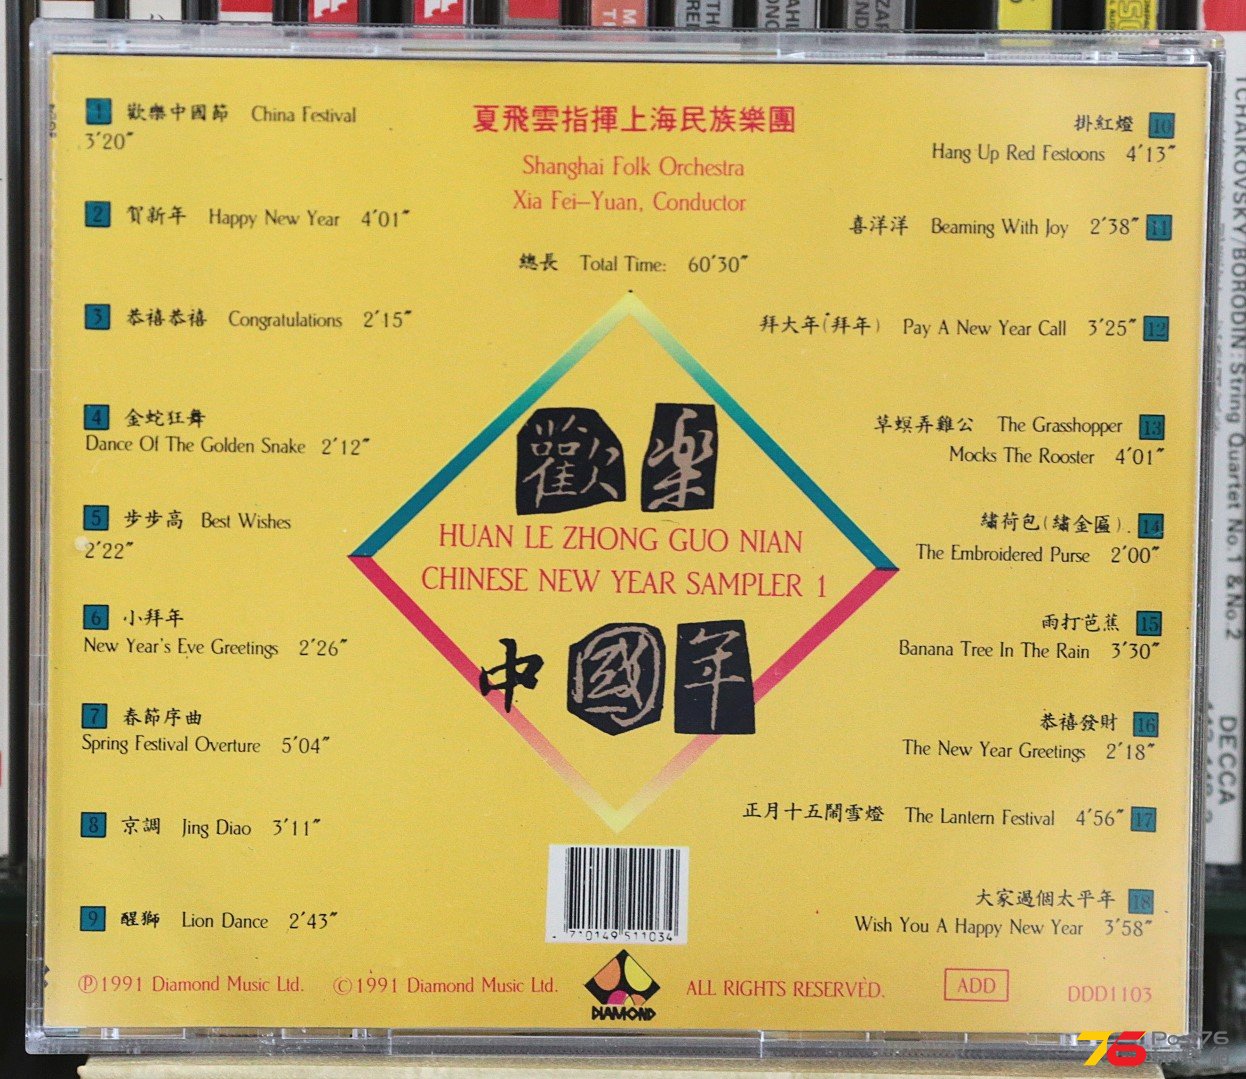 1 歡樂中國節 China Festival
3'20"
2 賀新年 Happy New Year 4'01"
3 恭禧恭禧 Congratulations 2'15"
4 金蛇狂舞
Dance Of The Golden Snake 2'12"
5 步步高 Best Wishes
2'22"
6 小拜年
New Year's Eve Greetings 2'26"
7 春節序曲
Spring Festival Overture 5'04"
8 京調 Jing Diao 3'11"
9 醒獅 Lion Dance 2'43"
夏飛雲指揮上海民族樂團
Shanghai Folk Orchestra
Xia Fei-Yuan, Conductor
總長 Total Time: 60'30"
歡樂
HUAN LE ZHONG GUO NIAN
CHINESE NEW YEAR SAMPLER 1
中國年
7 10149 51103 4
掛紅燈 10
Hang Up Red Festoons 4'13"
喜洋洋 Beaming With Joy 2'38" 11
拜大年(拜年) Pay A New Year Call 3'25" 12
草螟弄雞公 The Grasshopper 13
Mocks The Rooster 4'01"
繡荷包(繡金匾). 14
The Embroidered Purse 2'00"
雨打芭蕉 15
Banana Tree In The Rain 3'30"
恭禧發財 16
The New Year Greetings 2'18"
正月十五鬧雪燈 The Lantern Festival 4'56" 17
大家過個太平年 18
Wish You A Happy New Year 3'58"
℗1991 Diamond Music Ltd. ©1991 Diamond Music Ltd. DIAMOND ALL RIGHTS RESERVED. ADD DDD1103
TCHAIKOVSKY/BORODIN: String Quartet No.1 & No.2
DECCA
76 Post76